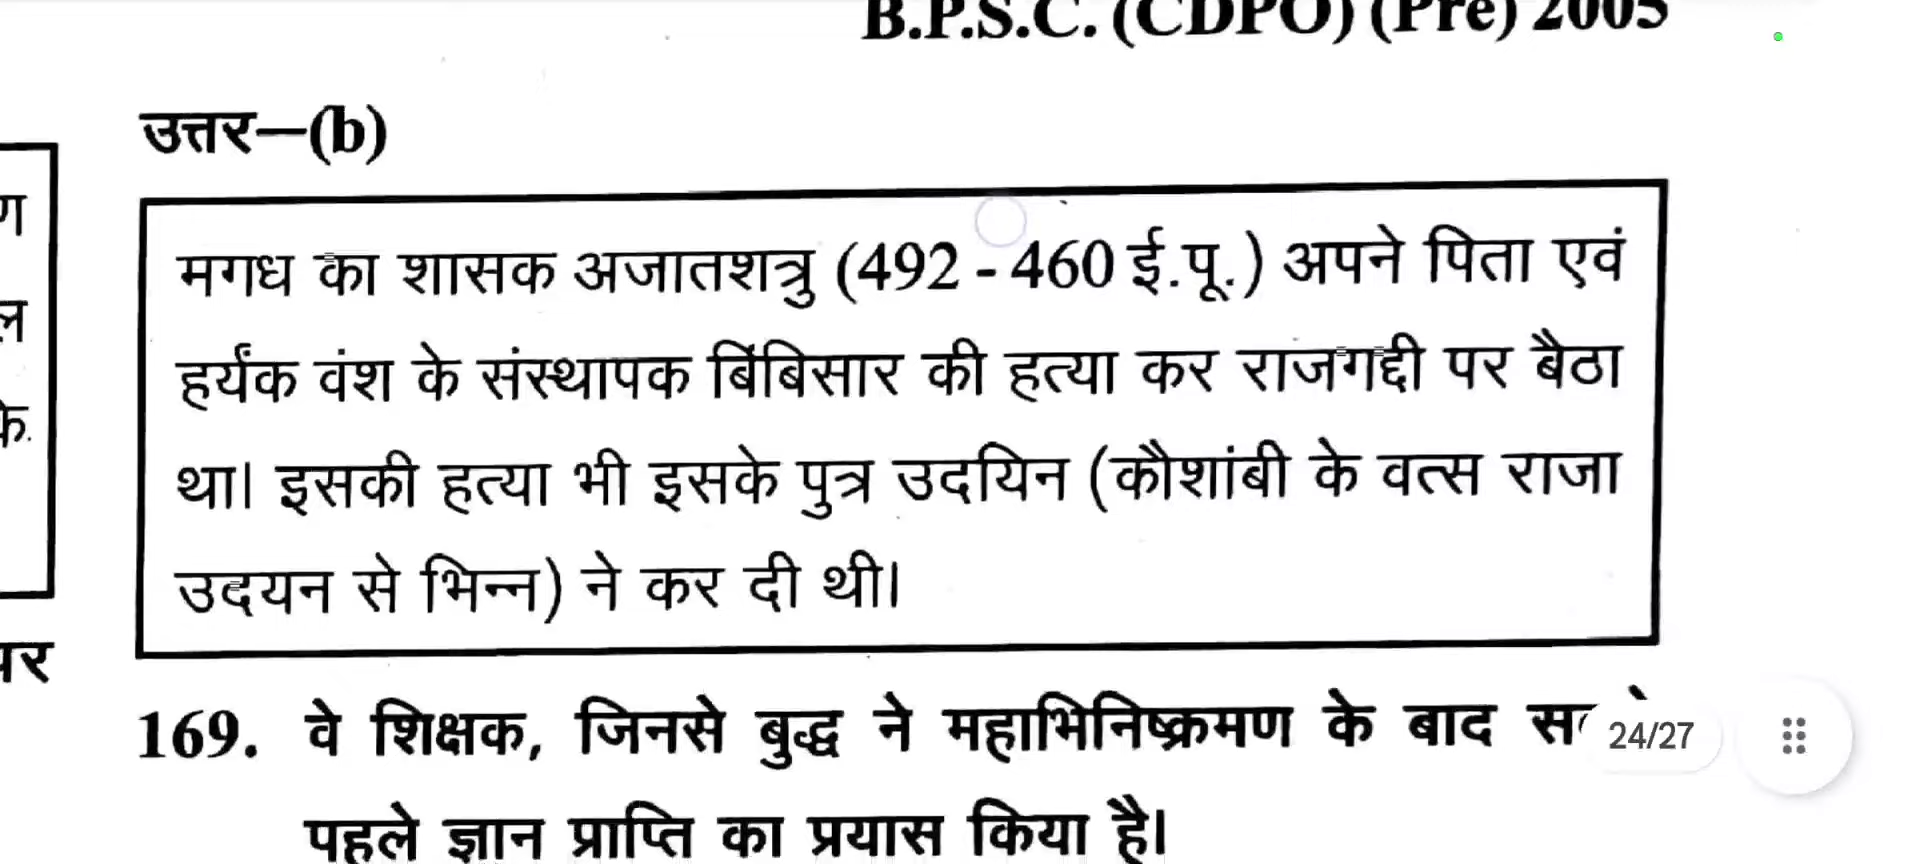 B.P.S.C. (CDPO) (Pre) 2005
उत्तर—(b)
मगध का शासक अजातशत्रु (492 - 460 ई.पू.) अपने पिता एवं
हर्यंक वंश के संस्थापक बिंबिसार की हत्या कर राजगद्दी पर बैठा
था। इसकी हत्या भी इसके पुत्र उदयिन (कौशांबी के वत्स राजा
उदयन से भिन्न) ने कर दी थी।
169. वे शिक्षक, जिनसे बुद्ध ने महाभिनिष्क्रमण के बाद
24/27
पहले ज्ञान प्राप्ति का प्रयास किया है।